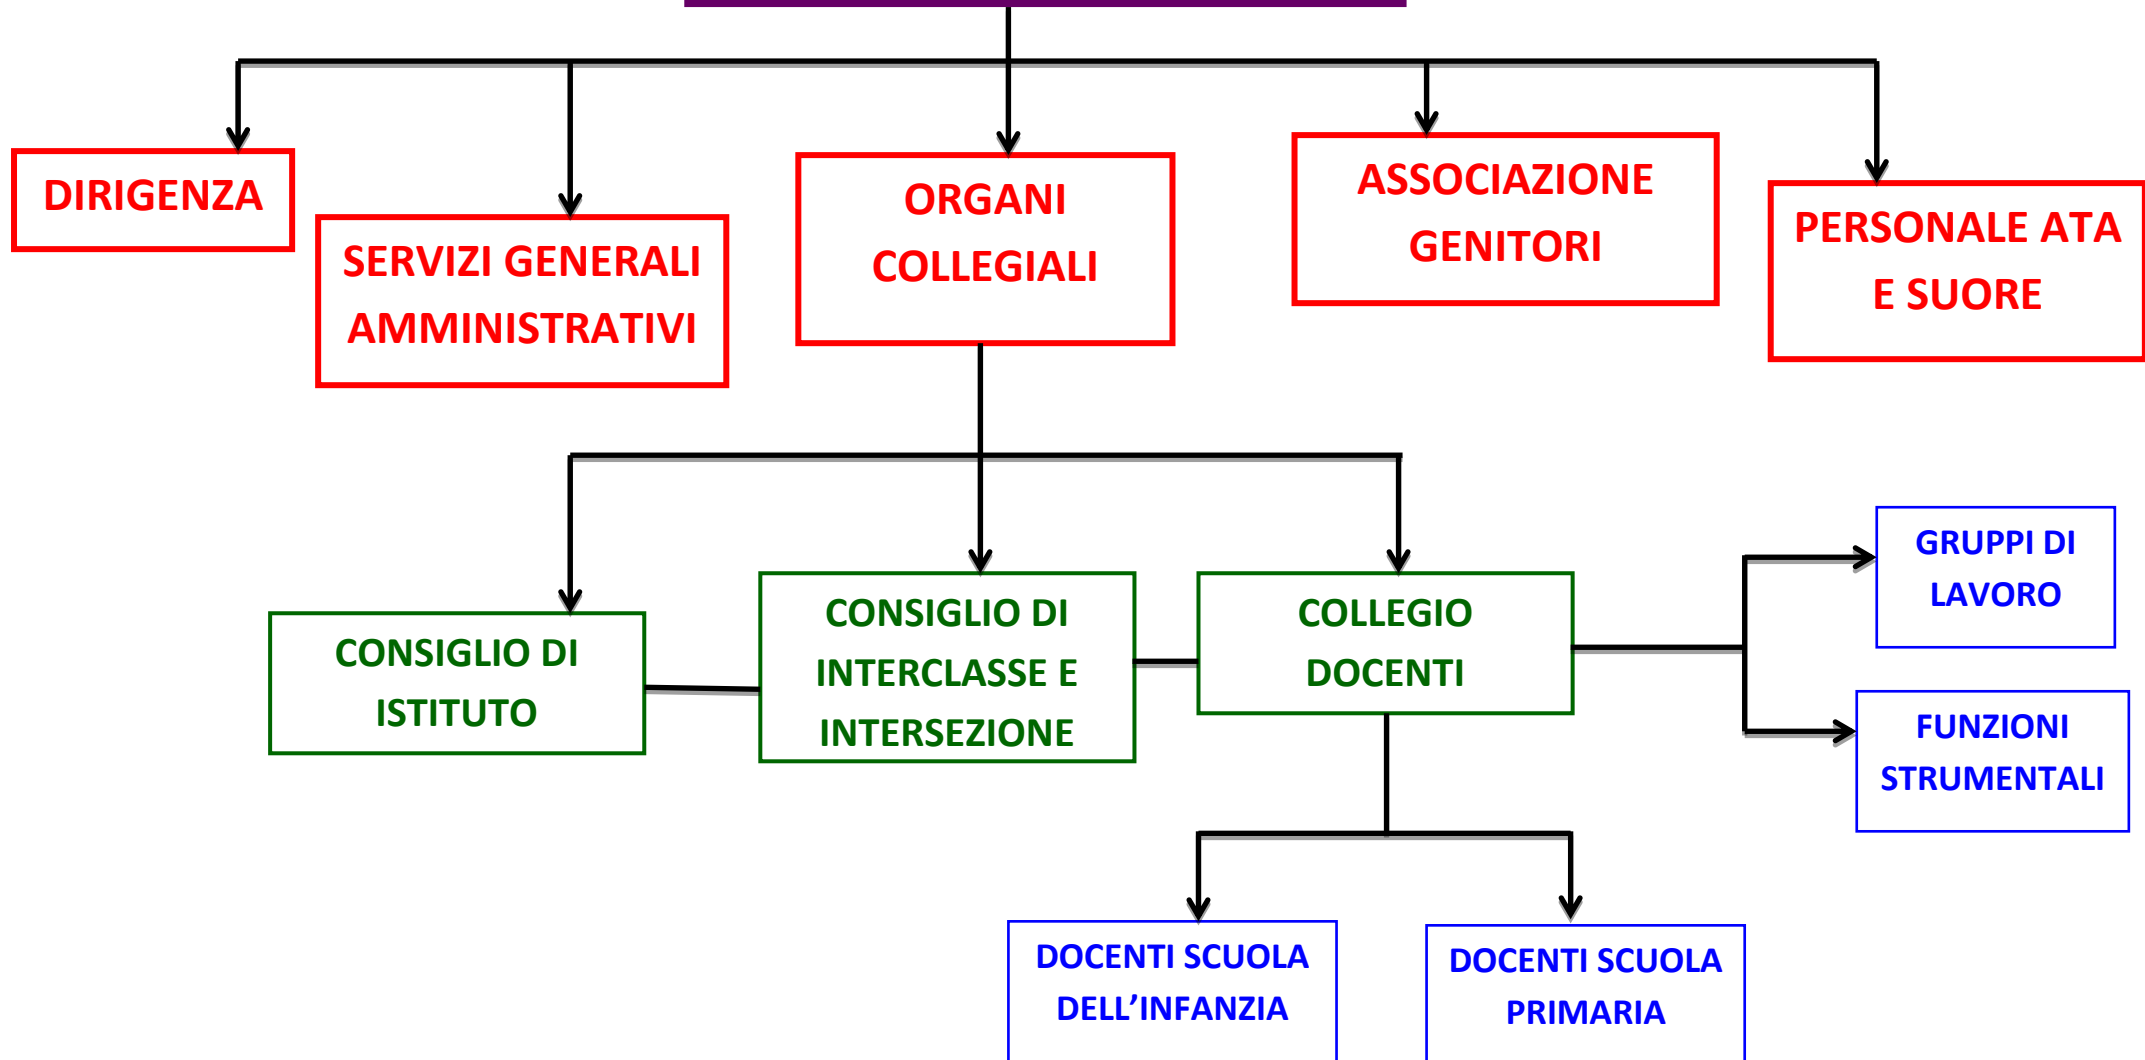 DIRIGENZA
SERVIZI GENERALI
AMMINISTRATIVI
ORGANI
COLLEGIALI
ASSOCIAZIONE
GENITORI
PERSONALE ATA
E SUORE
CONSIGLIO DI
ISTITUTO
CONSIGLIO DI
INTERCLASSE E
INTERSEZIONE
COLLEGIO
DOCENTI
GRUPPI DI
LAVORO
FUNZIONI
STRUMENTALI
DOCENTI SCUOLA
DELL’INFANZIA
DOCENTI SCUOLA
PRIMARIA